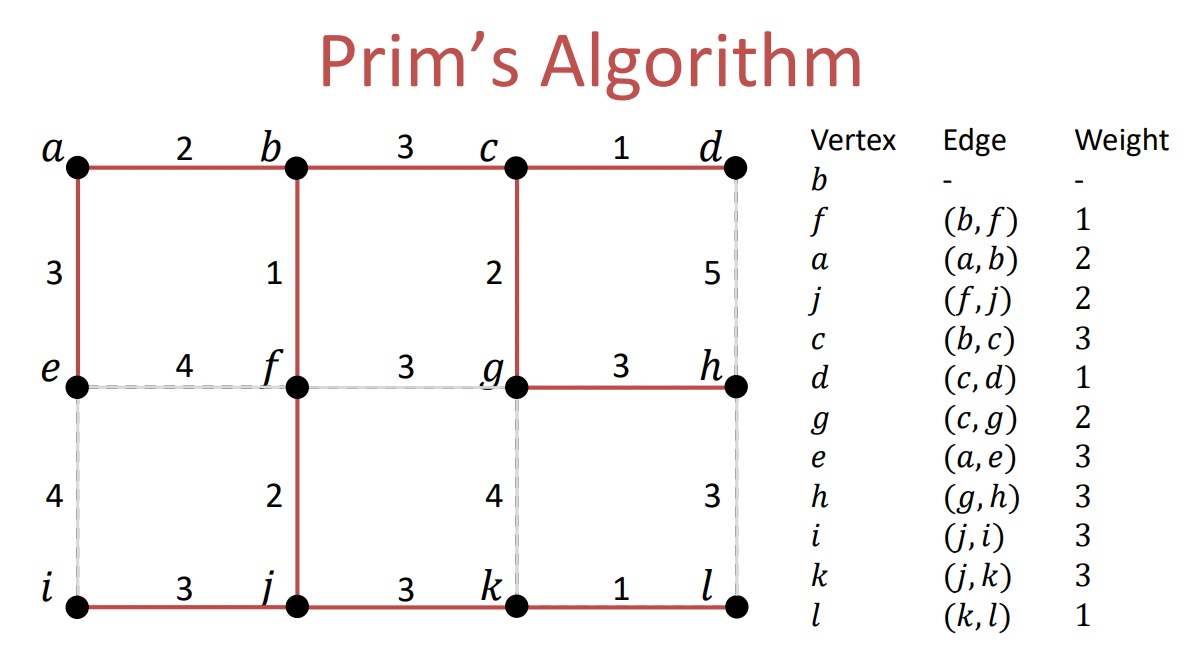 Prim’s Algorithm
a 2 b 3 c 1 d
3 1 2 5
e 4 f 3 g 3 h
4 2 4 3
i 3 j 3 k 1 l
Vertex Edge Weight
b - -
f (b, f) 1
a (a, b) 2
j (f, j) 2
c (b, c) 3
d (c, d) 1
g (c, g) 2
e (a, e) 3
h (g, h) 3
i (j, i) 3
k (j, k) 3
l (k, l) 1